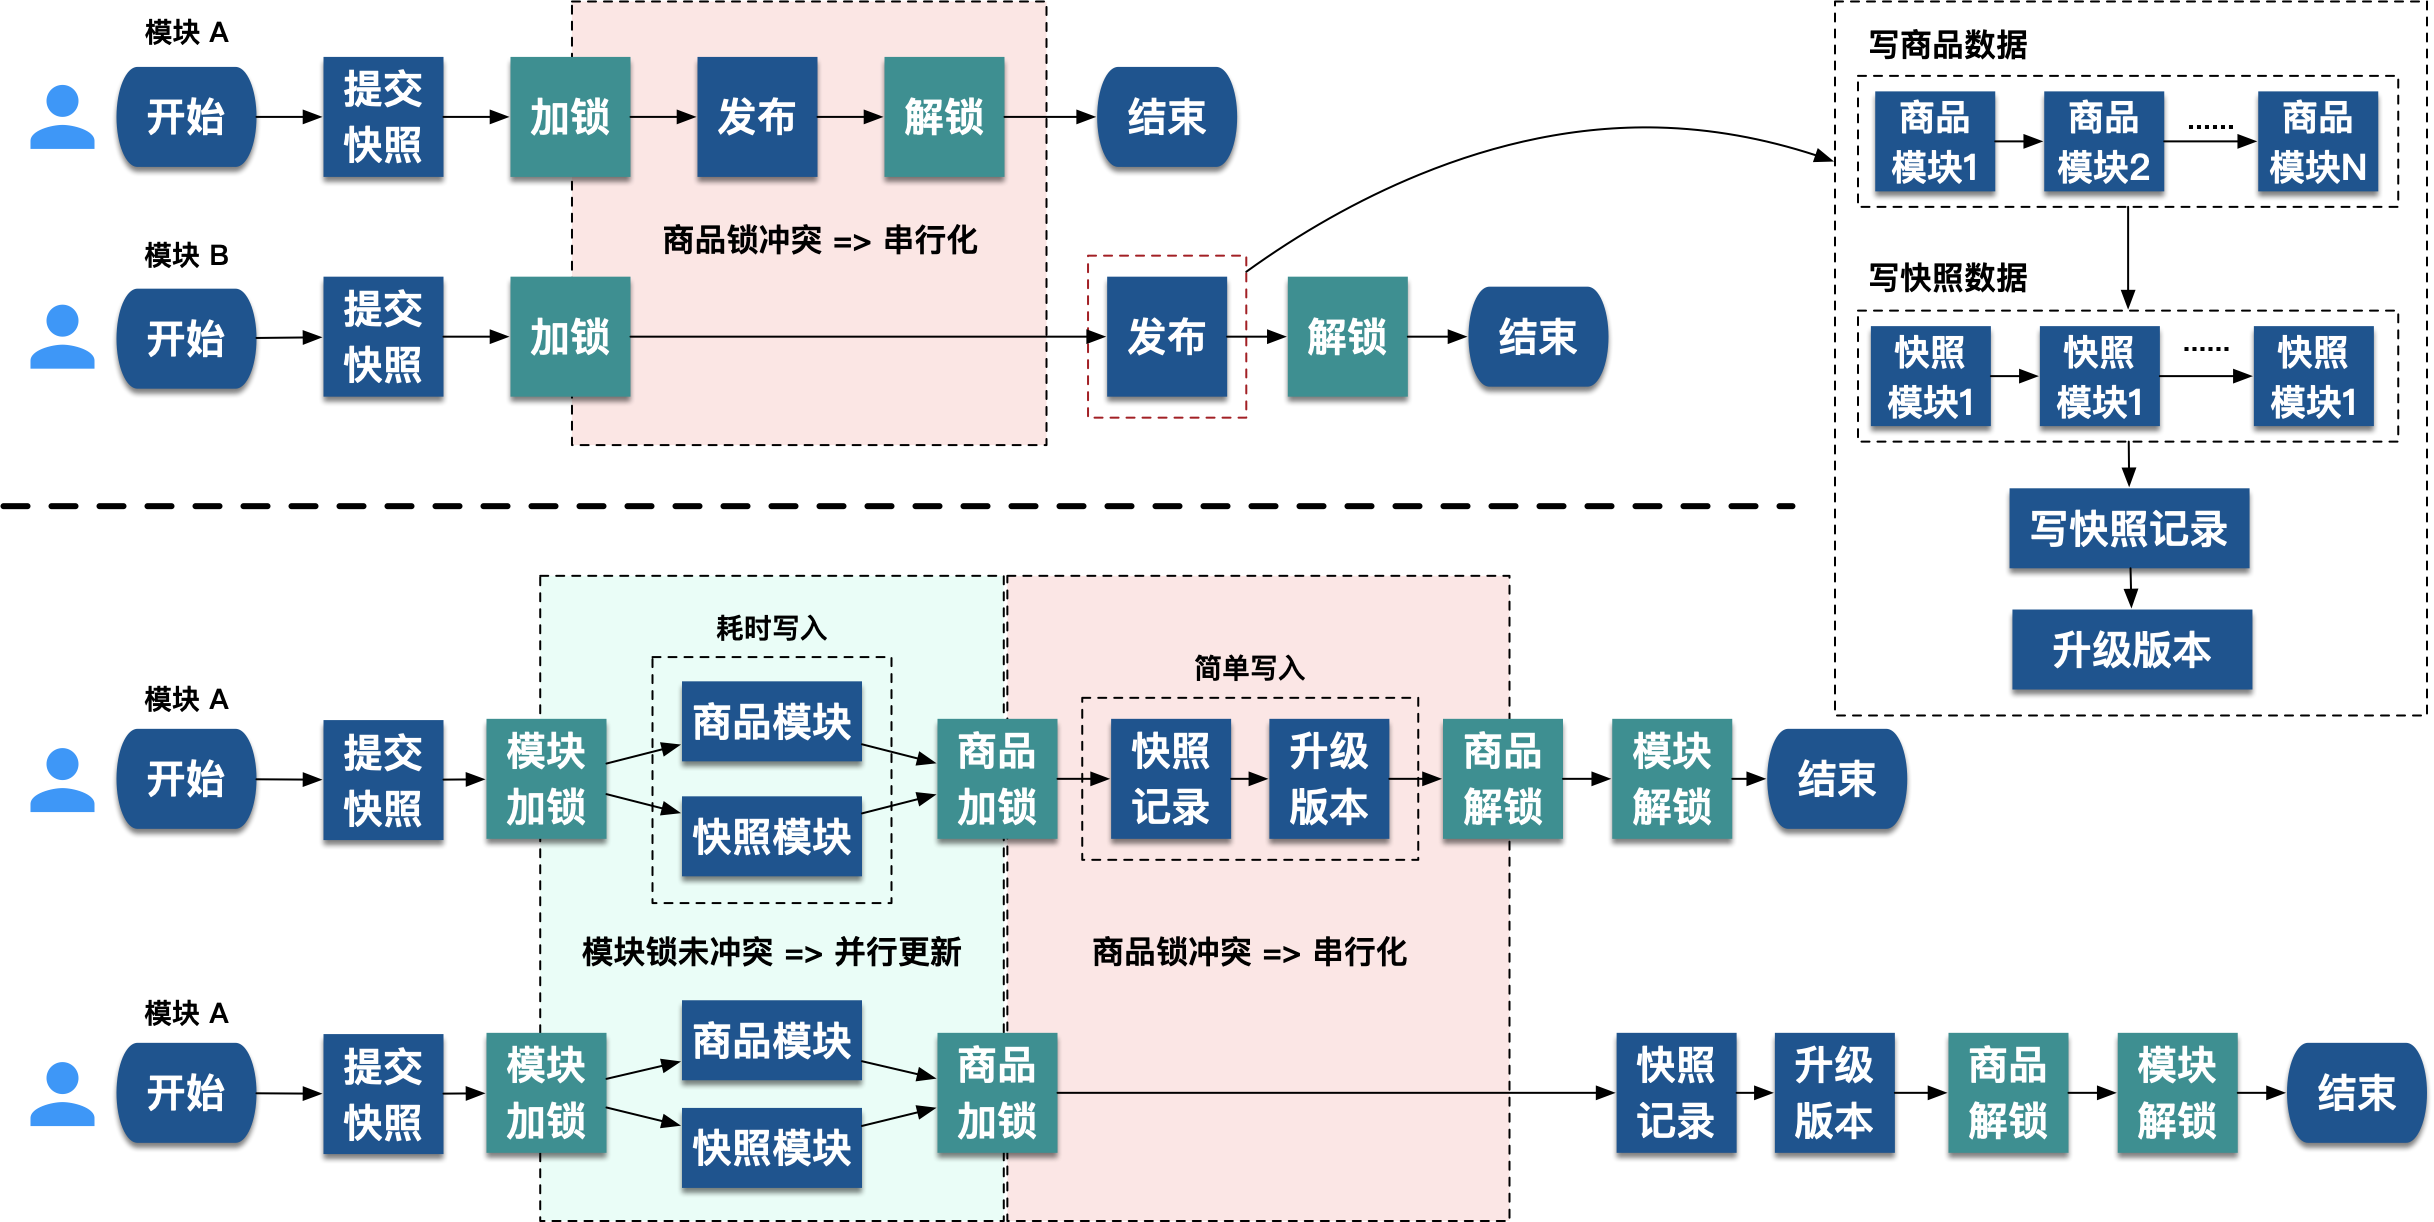 模块 A
开始
提交
快照
加锁
发布
解锁
结束
商品锁冲突 => 串行化
模块 B
开始
提交
快照
加锁
发布
解锁
结束
写商品数据
商品
模块1
商品
模块2
......
商品
模块N
写快照数据
快照
模块1
快照
模块1
......
快照
模块1
写快照记录
升级版本
模块 A
开始
提交
快照
模块
加锁
耗时写入
商品模块
快照模块
商品
加锁
简单写入
快照
记录
升级
版本
商品
解锁
模块
解锁
结束
模块锁未冲突 => 并行更新
商品锁冲突 => 串行化
模块 A
开始
提交
快照
模块
加锁
商品模块
快照模块
商品
加锁
快照
记录
升级
版本
商品
解锁
模块
解锁
结束